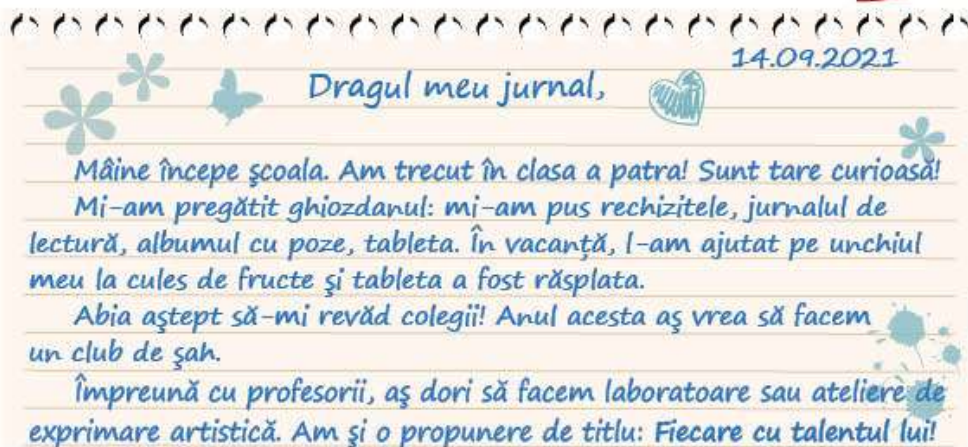 14.09.2021
Dragul meu jurnal,
Mâine începe școala. Am trecut în clasa a patra! Sunt tare curioasă!
Mi-am pregătit ghiozdanul: mi-am pus rechizitele, jurnalul de
lectură, albumul cu poze, tableta. În vacanță, l-am ajutat pe unchiul
meu la cules de fructe și tableta a fost răsplata.
Abia aștept să-mi revăd colegii! Anul acesta aș vrea să facem
un club de șah.
Împreună cu profesorii, aș dori să facem laboratoare sau ateliere de
exprimare artistică. Am și o propunere de titlu: Fiecare cu talentul lui!